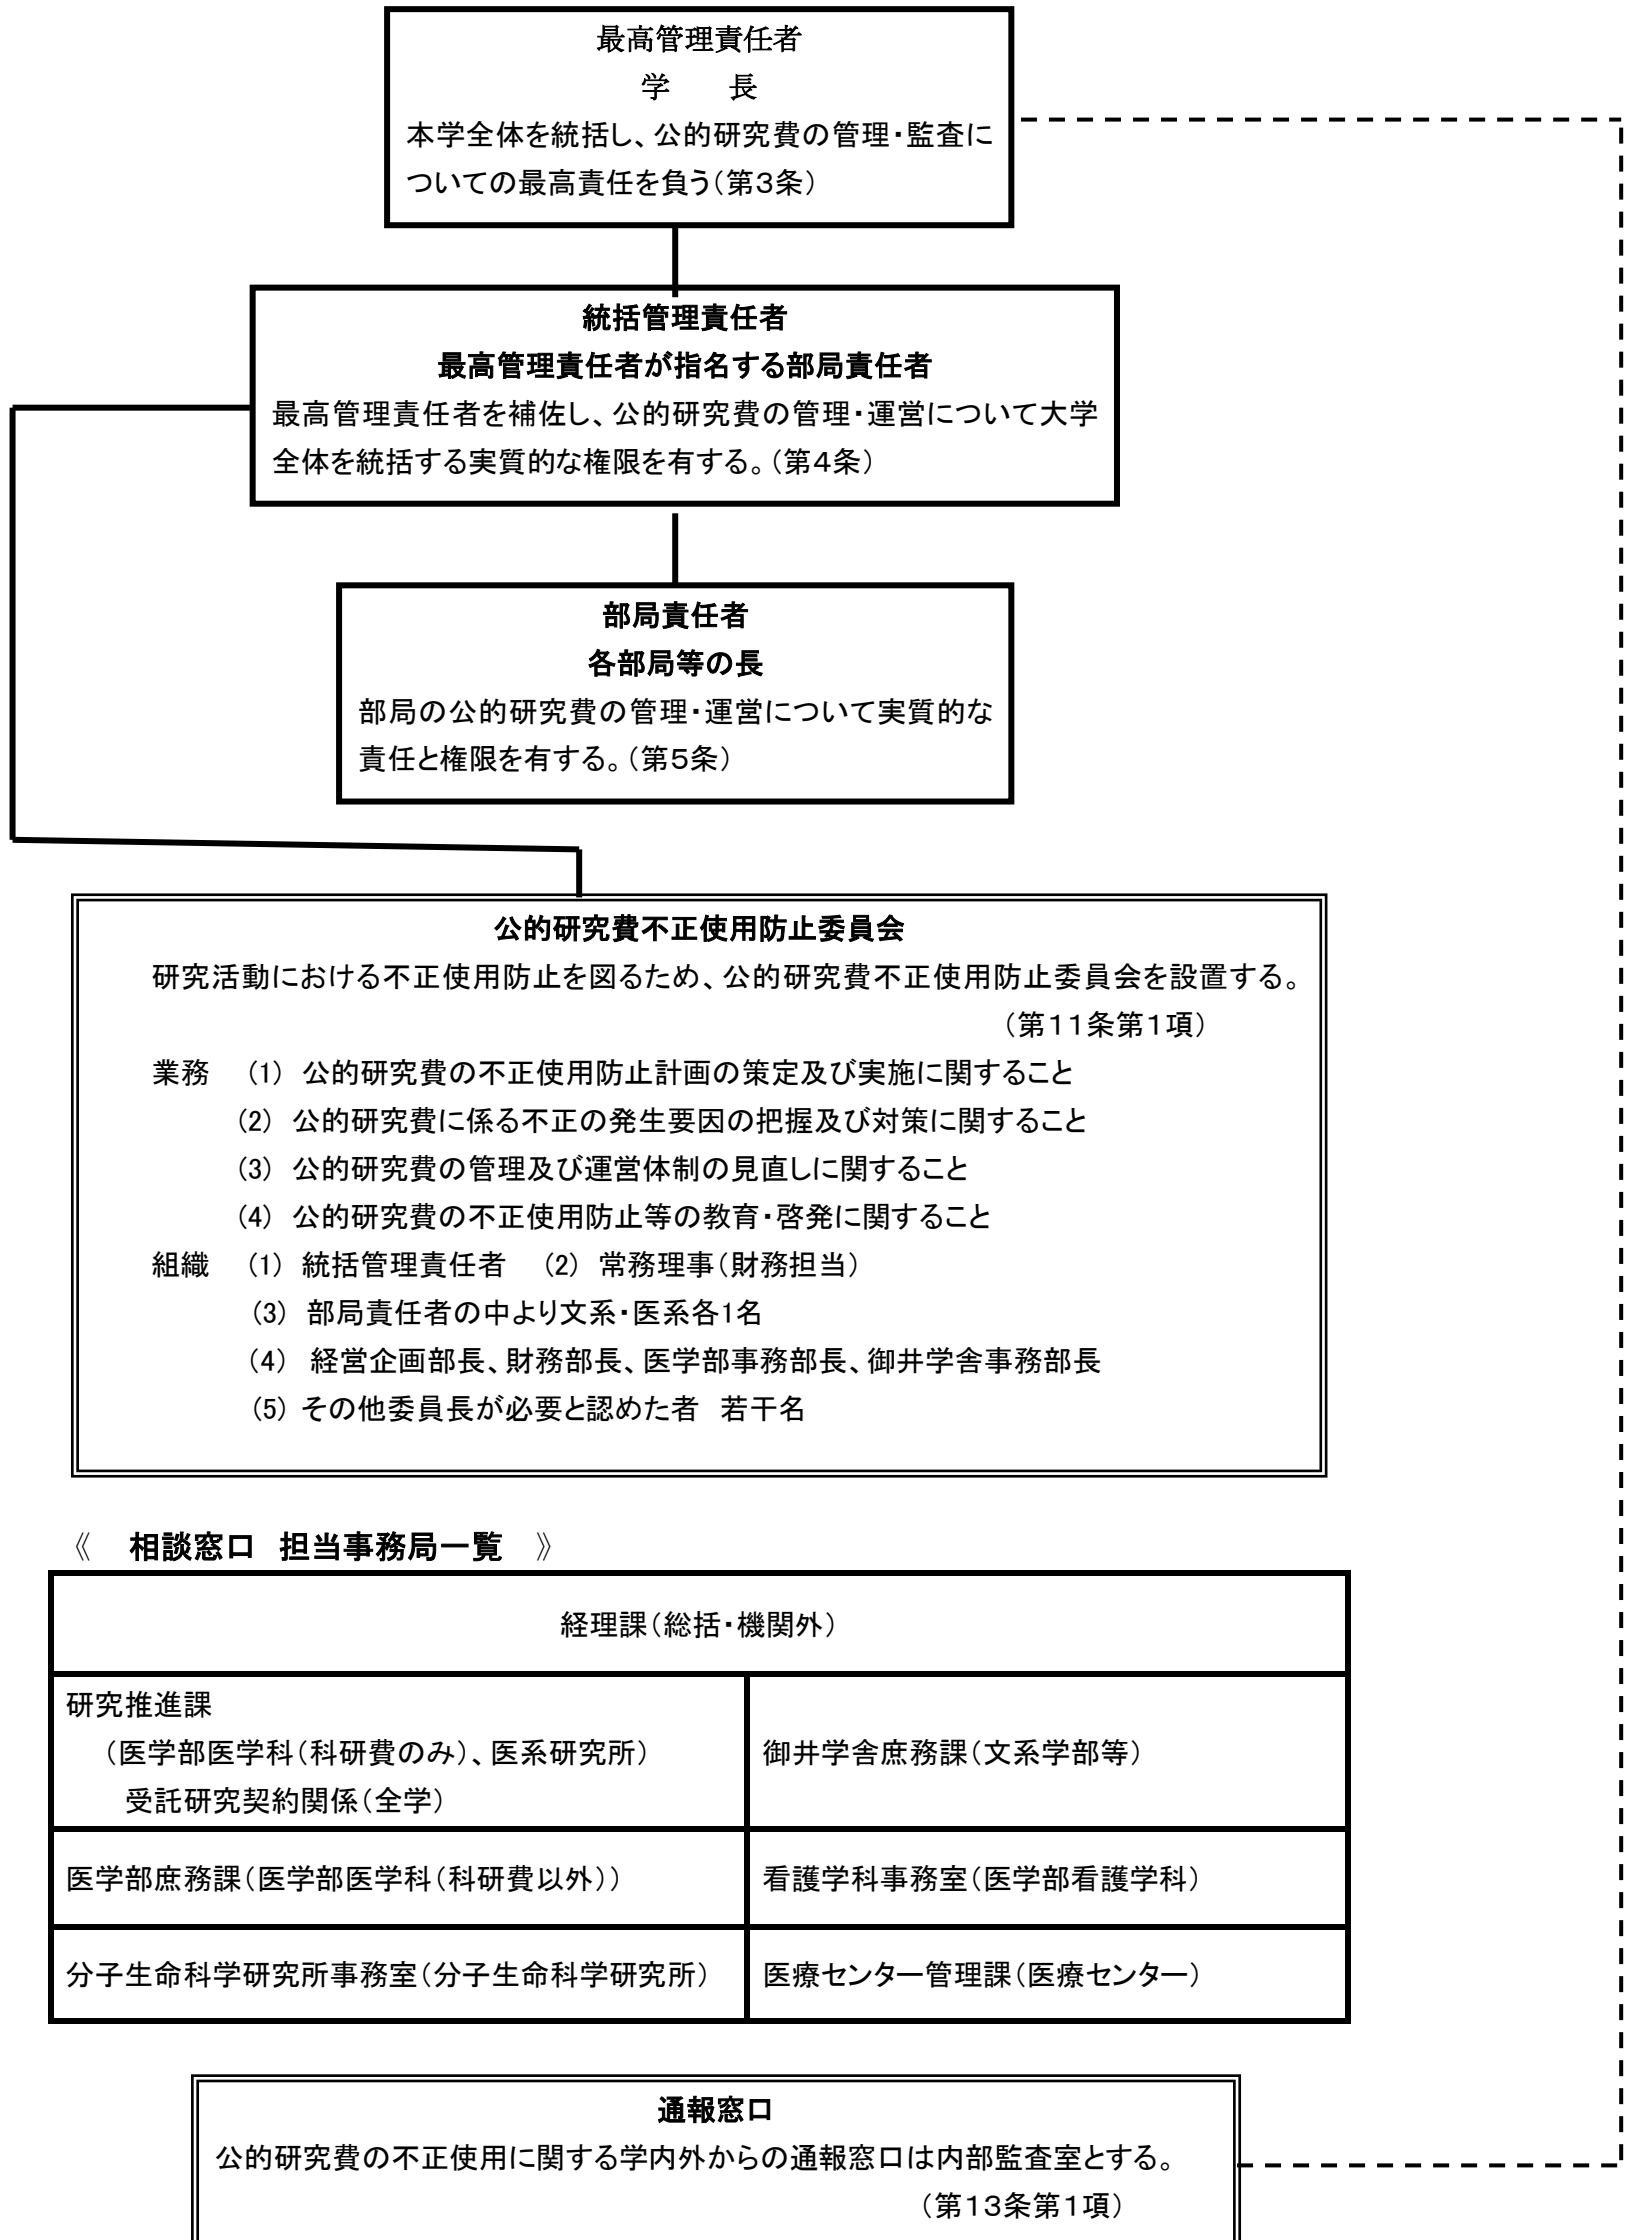 最高管理責任者
学　　長
本学全体を統括し、公的研究費の管理・監査に
ついての最高責任を負う（第３条）
統括管理責任者
最高管理責任者が指名する部局責任者
最高管理責任者を補佐し、公的研究費の管理・運営について大学
全体を統括する実質的な権限を有する。（第４条）
部局責任者
各部局等の長
部局の公的研究費の管理・運営について実質的な
責任と権限を有する。（第５条）
公的研究費不正使用防止委員会
研究活動における不正使用防止を図るため、公的研究費不正使用防止委員会を設置する。
（第１１条第１項）
業務　(1) 公的研究費の不正使用防止計画の策定及び実施に関すること
(2) 公的研究費に係る不正の発生要因の把握及び対策に関すること
(3) 公的研究費の管理及び運営体制の見直しに関すること
(4) 公的研究費の不正使用防止等の教育・啓発に関すること
組織　(1) 統括管理責任者　(2) 常務理事（財務担当）
(3) 部局責任者の中より文系・医系各1名
(4) 経営企画部長、財務部長、医学部事務部長、御井学舎事務部長
(5) その他委員長が必要と認めた者　若干名
《　相談窓口　担当事務局一覧　》
経理課（総括・機関外）
研究推進課
（医学部医学科（科研費のみ）、医系研究所）
受託研究契約関係（全学）
御井学舎庶務課（文系学部等）
医学部庶務課（医学部医学科（科研費以外））
看護学科事務室（医学部看護学科）
分子生命科学研究所事務室（分子生命科学研究所）
医療センター管理課（医療センター）
通報窓口
公的研究費の不正使用に関する学内外からの通報窓口は内部監査室とする。
（第１３条第１項）